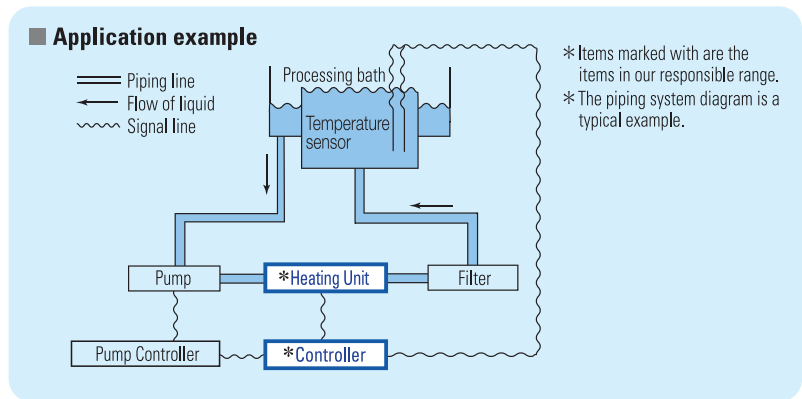 ■ Application example
Piping line
Flow of liquid
Signal line
Processing bath
Temperature
sensor
* Items marked with are the
items in our responsible range.
* The piping system diagram is a
typical example.
Pump
*Heating Unit
Filter
Pump Controller
*Controller